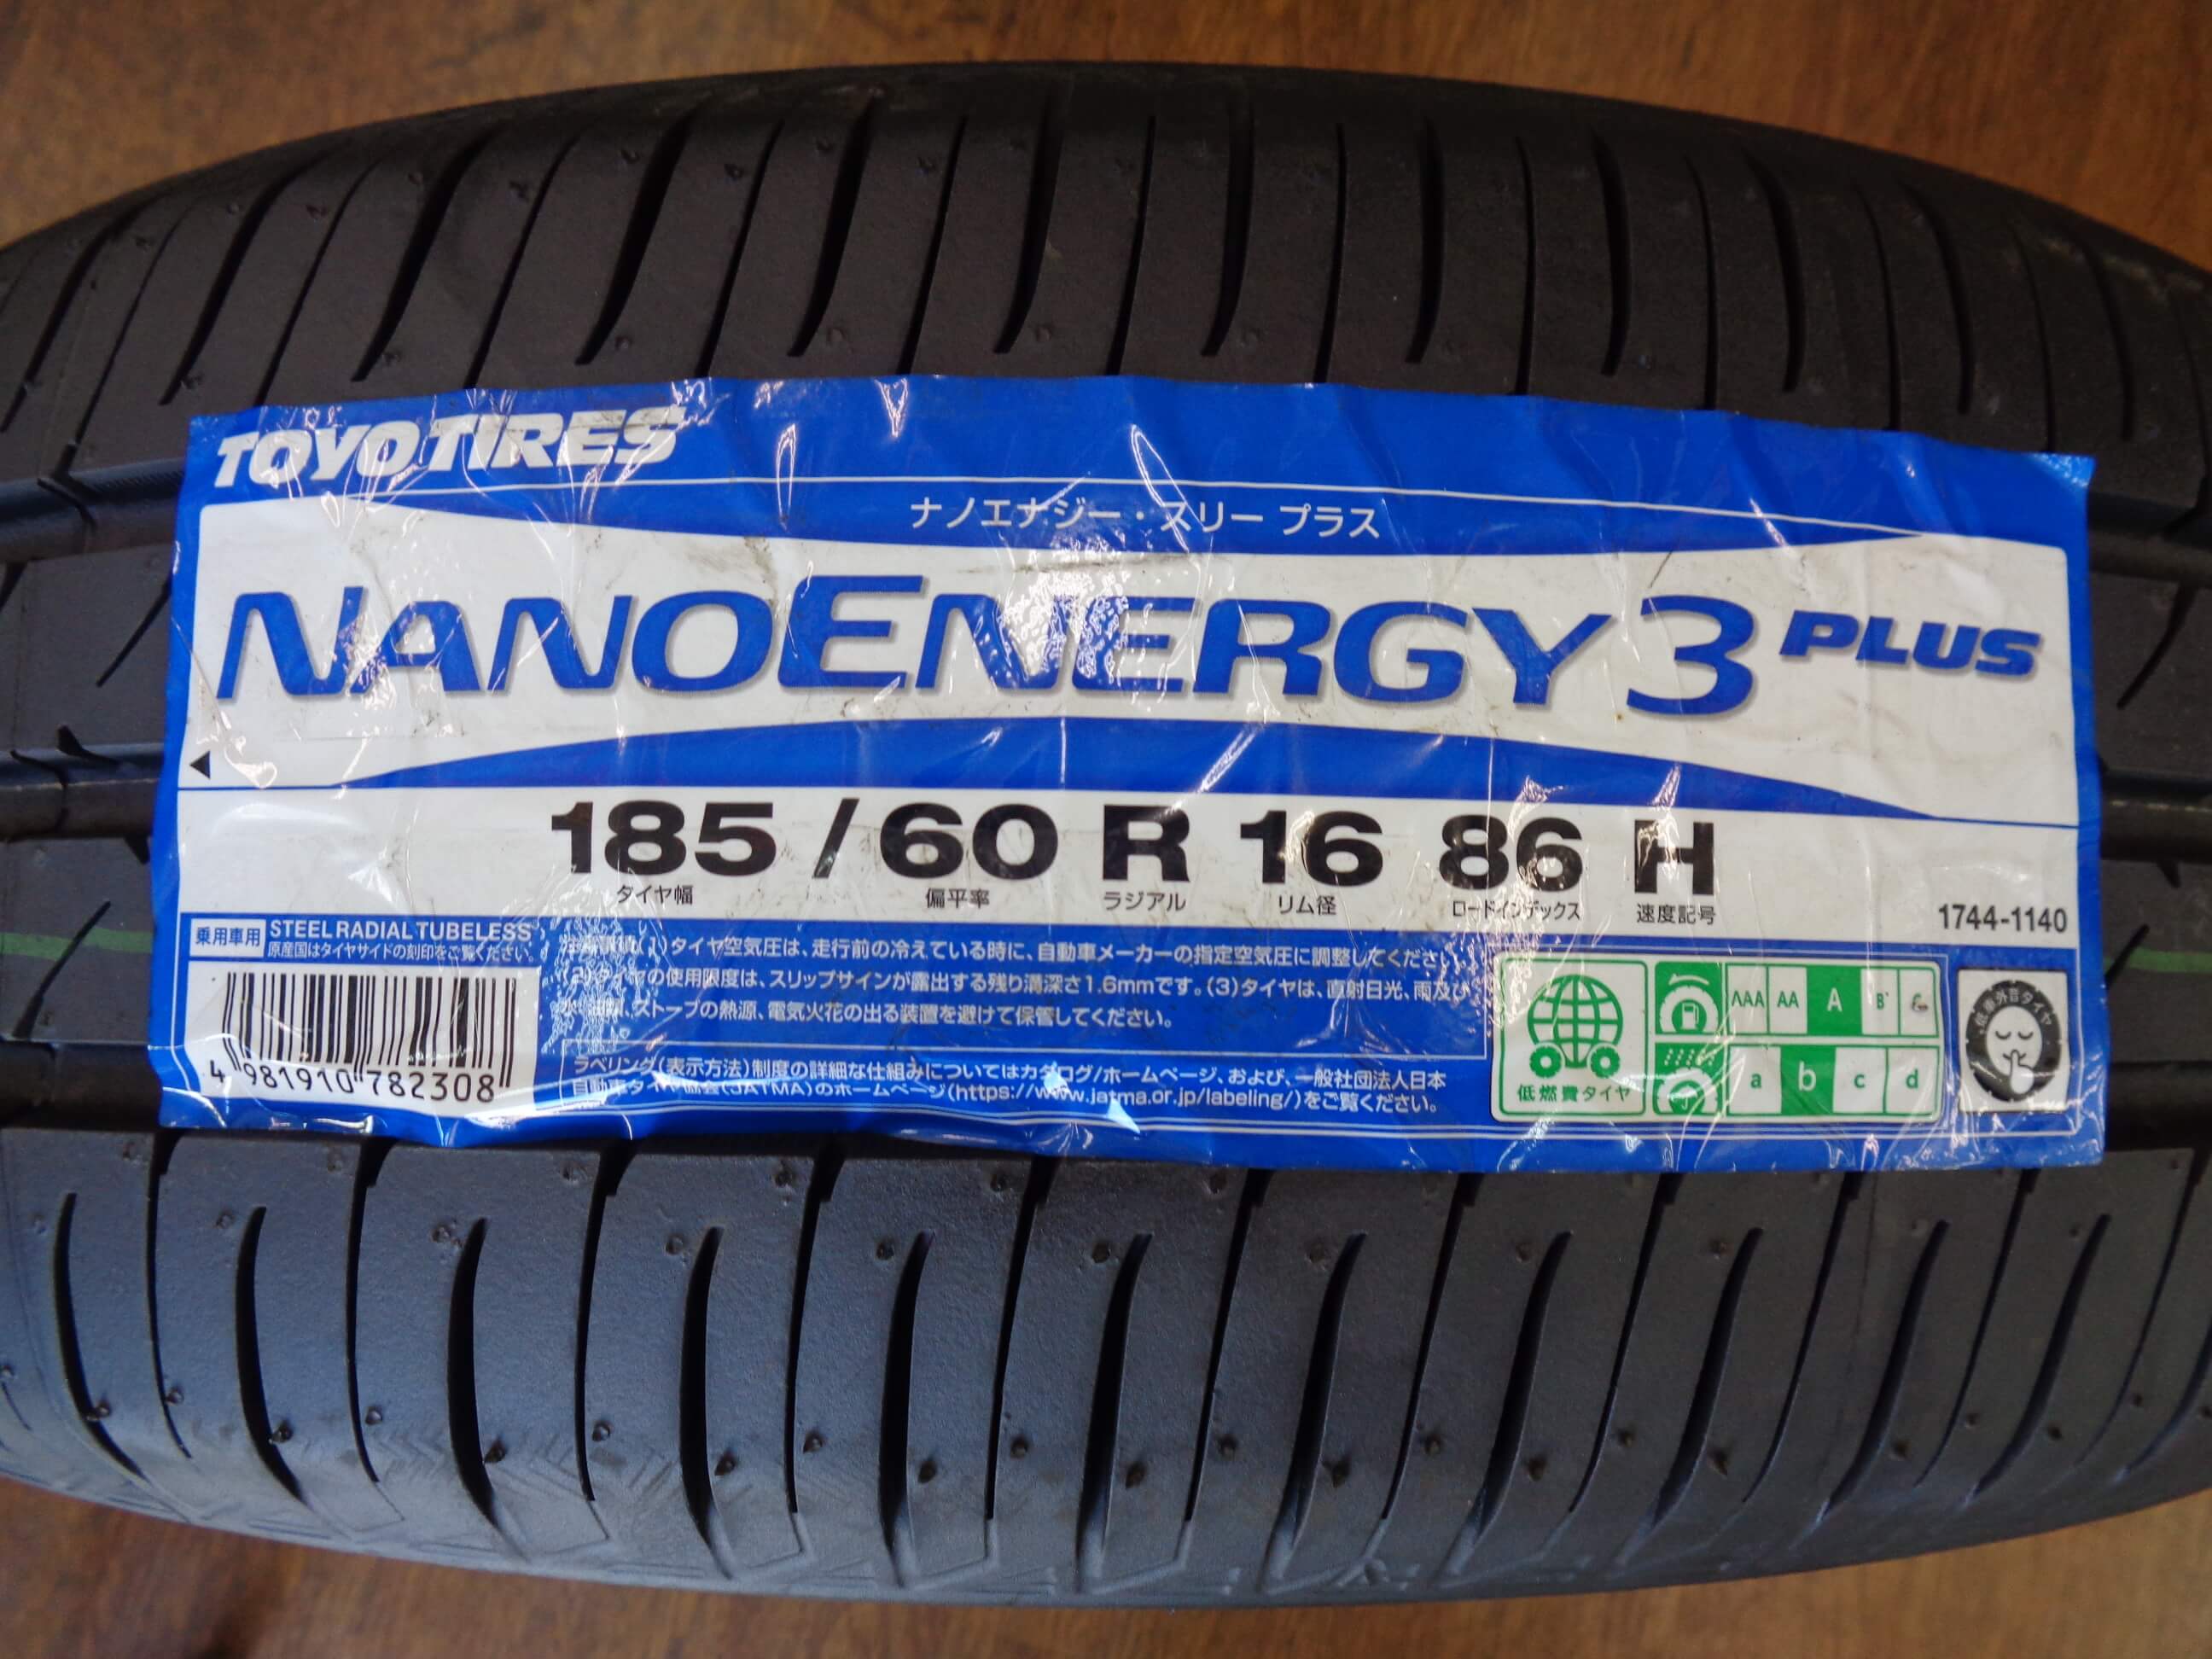 TOYO TIRES
ナノエナジー・スリー プラス
NANOENERGY 3 PLUS
185 / 60 R 16 86 H
タイヤ幅 偏平率 ラジアル リム径 ロードインデックス 速度記号
1744-1140
乗用車用 STEEL RADIAL TUBELESS
原産国はタイヤサイドの刻印をご覧ください。
(1)タイヤ空気圧は、走行前の冷えている時に、自動車メーカーの指定空気圧に調整してください。
(2)タイヤの使用限度は、スリップサインが露出する残り溝深さ1.6mmです。(3)タイヤは、直射日光、雨及び
ストーブの熱源、電気火花の出る装置を避けて保管してください。
ラベリング(表示方法)制度の詳細な仕組みについてはカタログ/ホームページ、および、一般社団法人日本
自動車タイヤ協会(JATMA)のホームページ(https://www.jatma.or.jp/labeling/)をご覧ください。
4 981910 782308
低燃費タイヤ
AAA AA A B C
a b c d
低車外音タイヤ